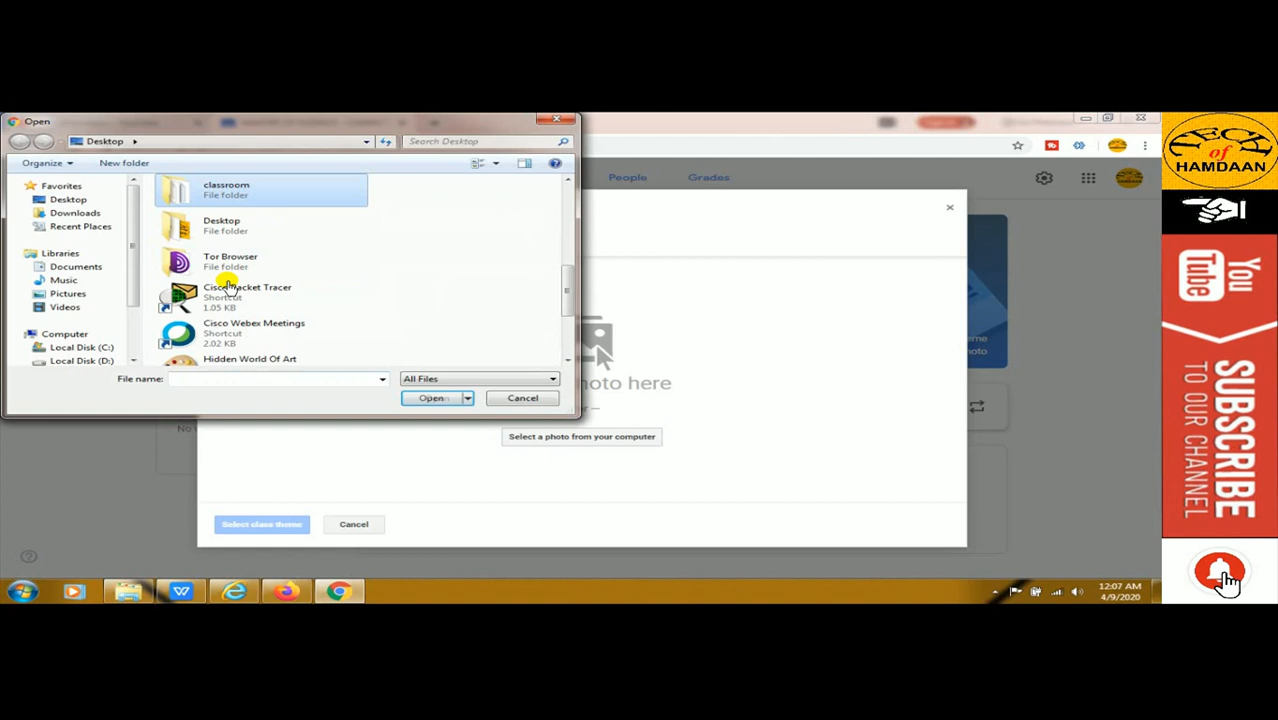 Open
Desktop
Search Desktop
Organize
New folder
Favorites
Desktop
Downloads
Recent Places
Libraries
Documents
Music
Pictures
Videos
Computer
Local Disk (C:)
Local Disk (D:)
classroom
File folder
Desktop
File folder
Tor Browser
File folder
Cisco Packet Tracer
Shortcut
1.05 KB
Cisco Webex Meetings
Shortcut
2.02 KB
Hidden World Of Art
File name:
All Files
Open
Cancel
People
Grades
photo here
Select a photo from your computer
Select class theme
Cancel
No
12:07 AM
4/9/2020
TECH
of
HAMDAAN
You
Tube
SUBSCRIBE
TO OUR CHANNEL